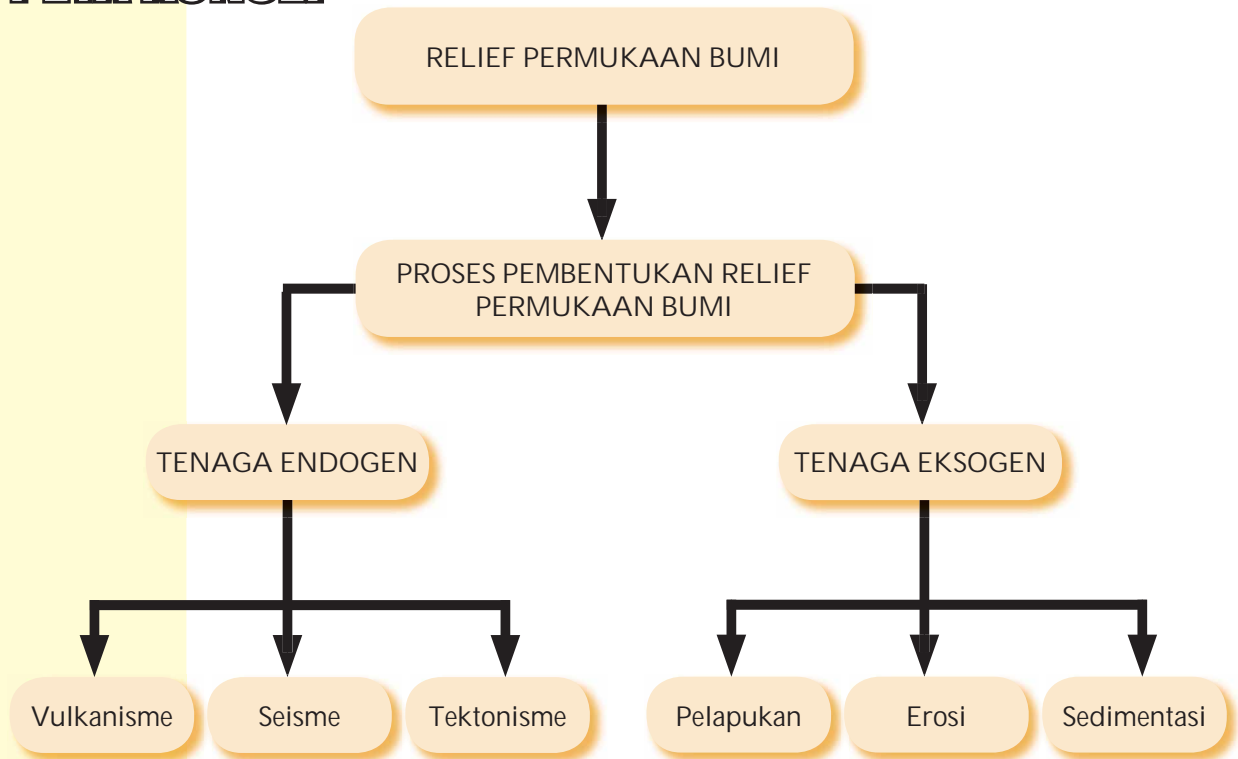 RELIEF PERMUKAAN BUMI
PROSES PEMBENTUKAN RELIEF
PERMUKAAN BUMI
TENAGA ENDOGEN
TENAGA EKSOGEN
Vulkanisme
Seisme
Tektonisme
Pelapukan
Erosi
Sedimentasi